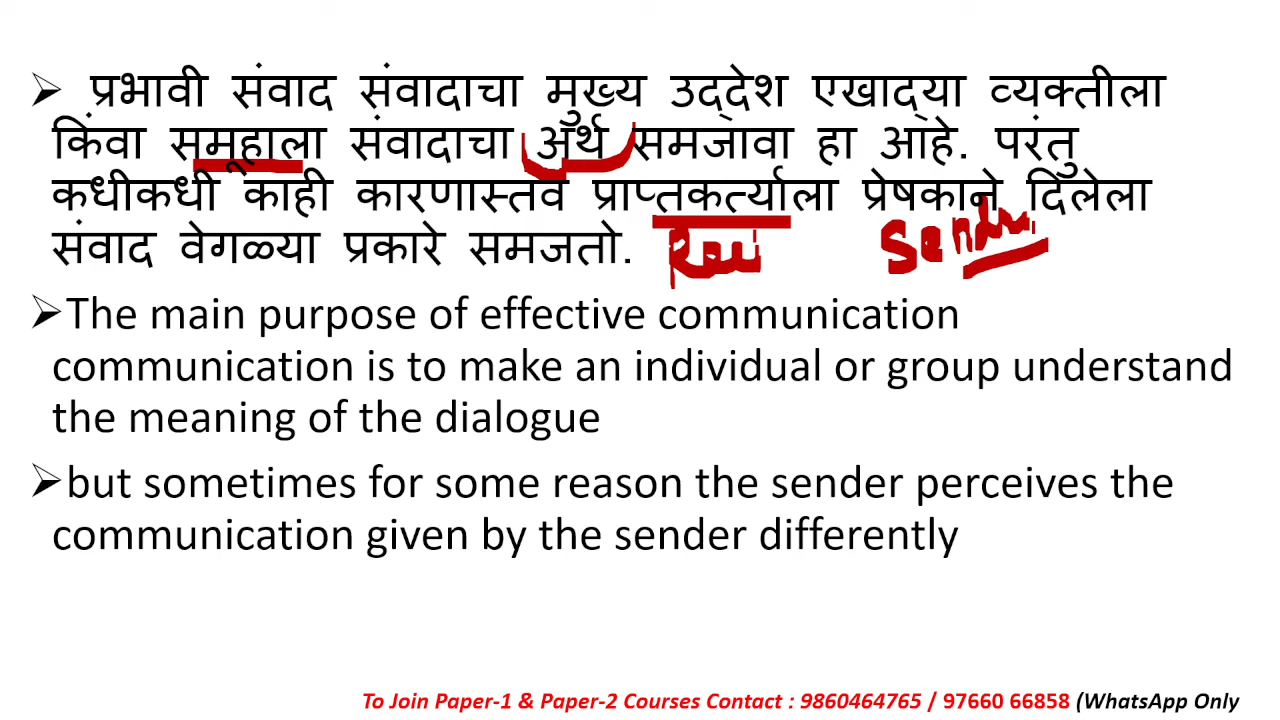 ➢ प्रभावी संवाद संवादाचा मुख्य उद्देश एखाद्या व्यक्तीला
किंवा समूहाला संवादाचा अर्थ समजावा हा आहे. परंतु
कधीकधी काही कारणास्तव प्राप्तकर्त्याला प्रेषकाने दिलेला
संवाद वेगळ्या प्रकारे समजतो.
➢The main purpose of effective communication
communication is to make an individual or group understand
the meaning of the dialogue
➢but sometimes for some reason the sender perceives the
communication given by the sender differently
To Join Paper-1 & Paper-2 Courses Contact : 9860464765 / 97660 66858 (WhatsApp Only